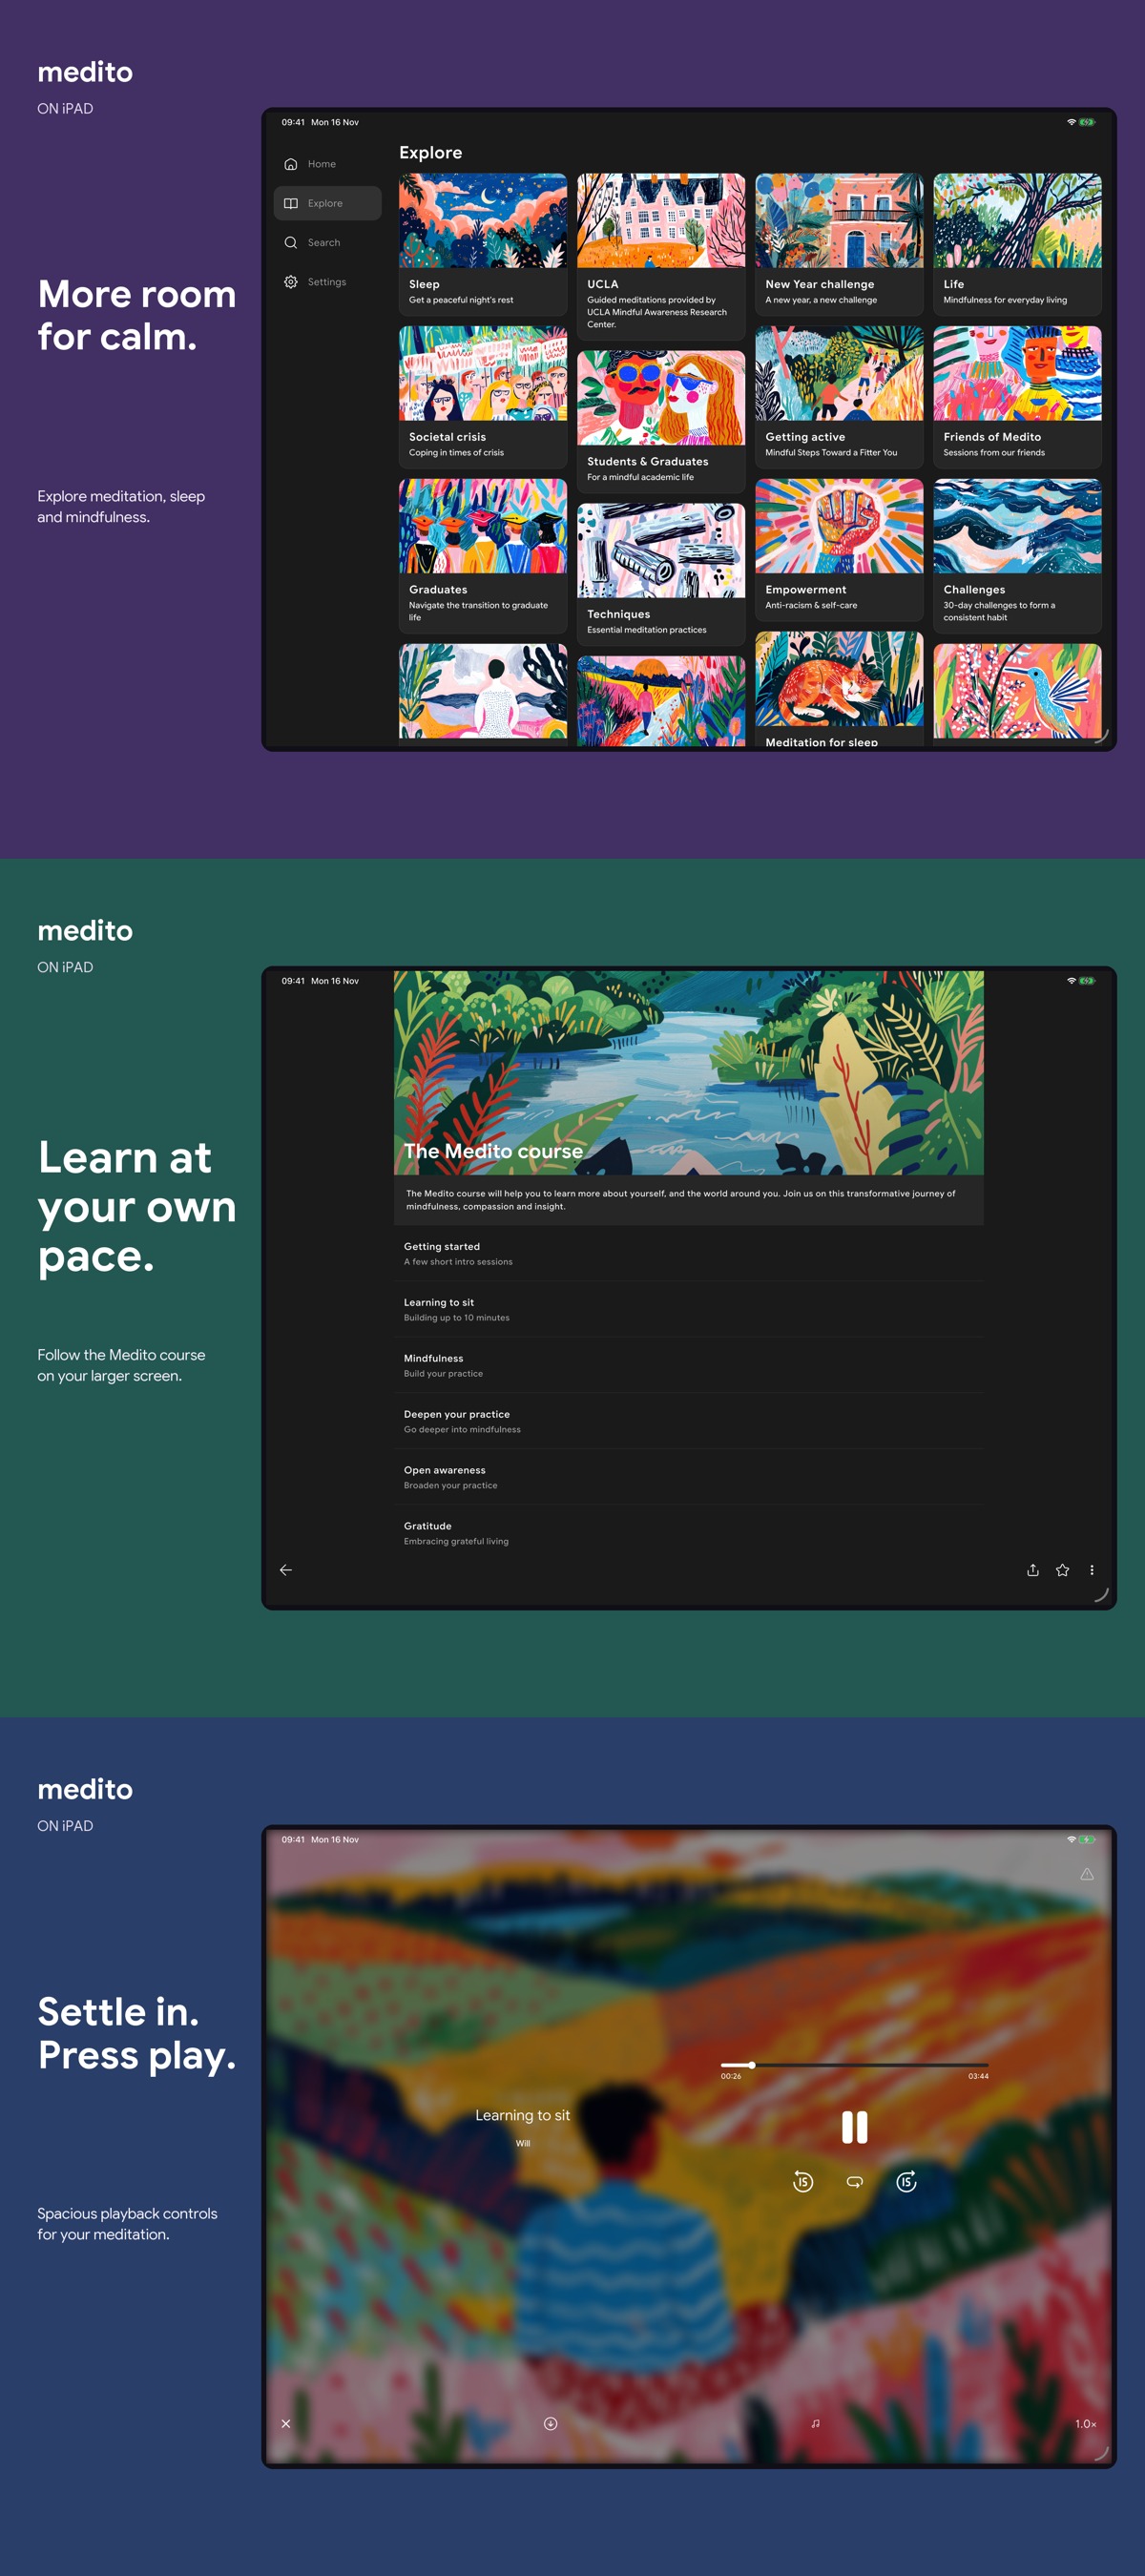 medito
ON iPAD
More room
for calm.
Explore meditation, sleep
and mindfulness.
09:41 Mon 16 Nov
Home
Explore
Search
Settings
Explore
Sleep
Get a peaceful night's rest
UCLA
Guided meditations provided by
UCLA Mindful Awareness Research
Center.
New Year challenge
A new year, a new challenge
Life
Mindfulness for everyday living
Societal crisis
Coping in times of crisis
Students & Graduates
For a mindful academic life
Getting active
Mindful Steps Toward a Fitter You
Friends of Medito
Sessions from our friends
Graduates
Navigate the transition to graduate
life
Techniques
Essential meditation practices
Empowerment
Anti-racism & self-care
Challenges
30-day challenges to form a
consistent habit
Meditation for sleep
medito
ON iPAD
Learn at
your own
pace.
Follow the Medito course
on your larger screen.
09:41 Mon 16 Nov
The Medito course
The Medito course will help you to learn more about yourself, and the world around you. Join us on this transformative journey of
mindfulness, compassion and insight.
Getting started
A few short intro sessions
Learning to sit
Building up to 10 minutes
Mindfulness
Build your practice
Deepen your practice
Go deeper into mindfulness
Open awareness
Broaden your practice
Gratitude
Embracing grateful living
medito
ON iPAD
Settle in.
Press play.
Spacious playback controls
for your meditation.
09:41 Mon 16 Nov
Learning to sit
Will
00:26
03:44
15
15
1.0×